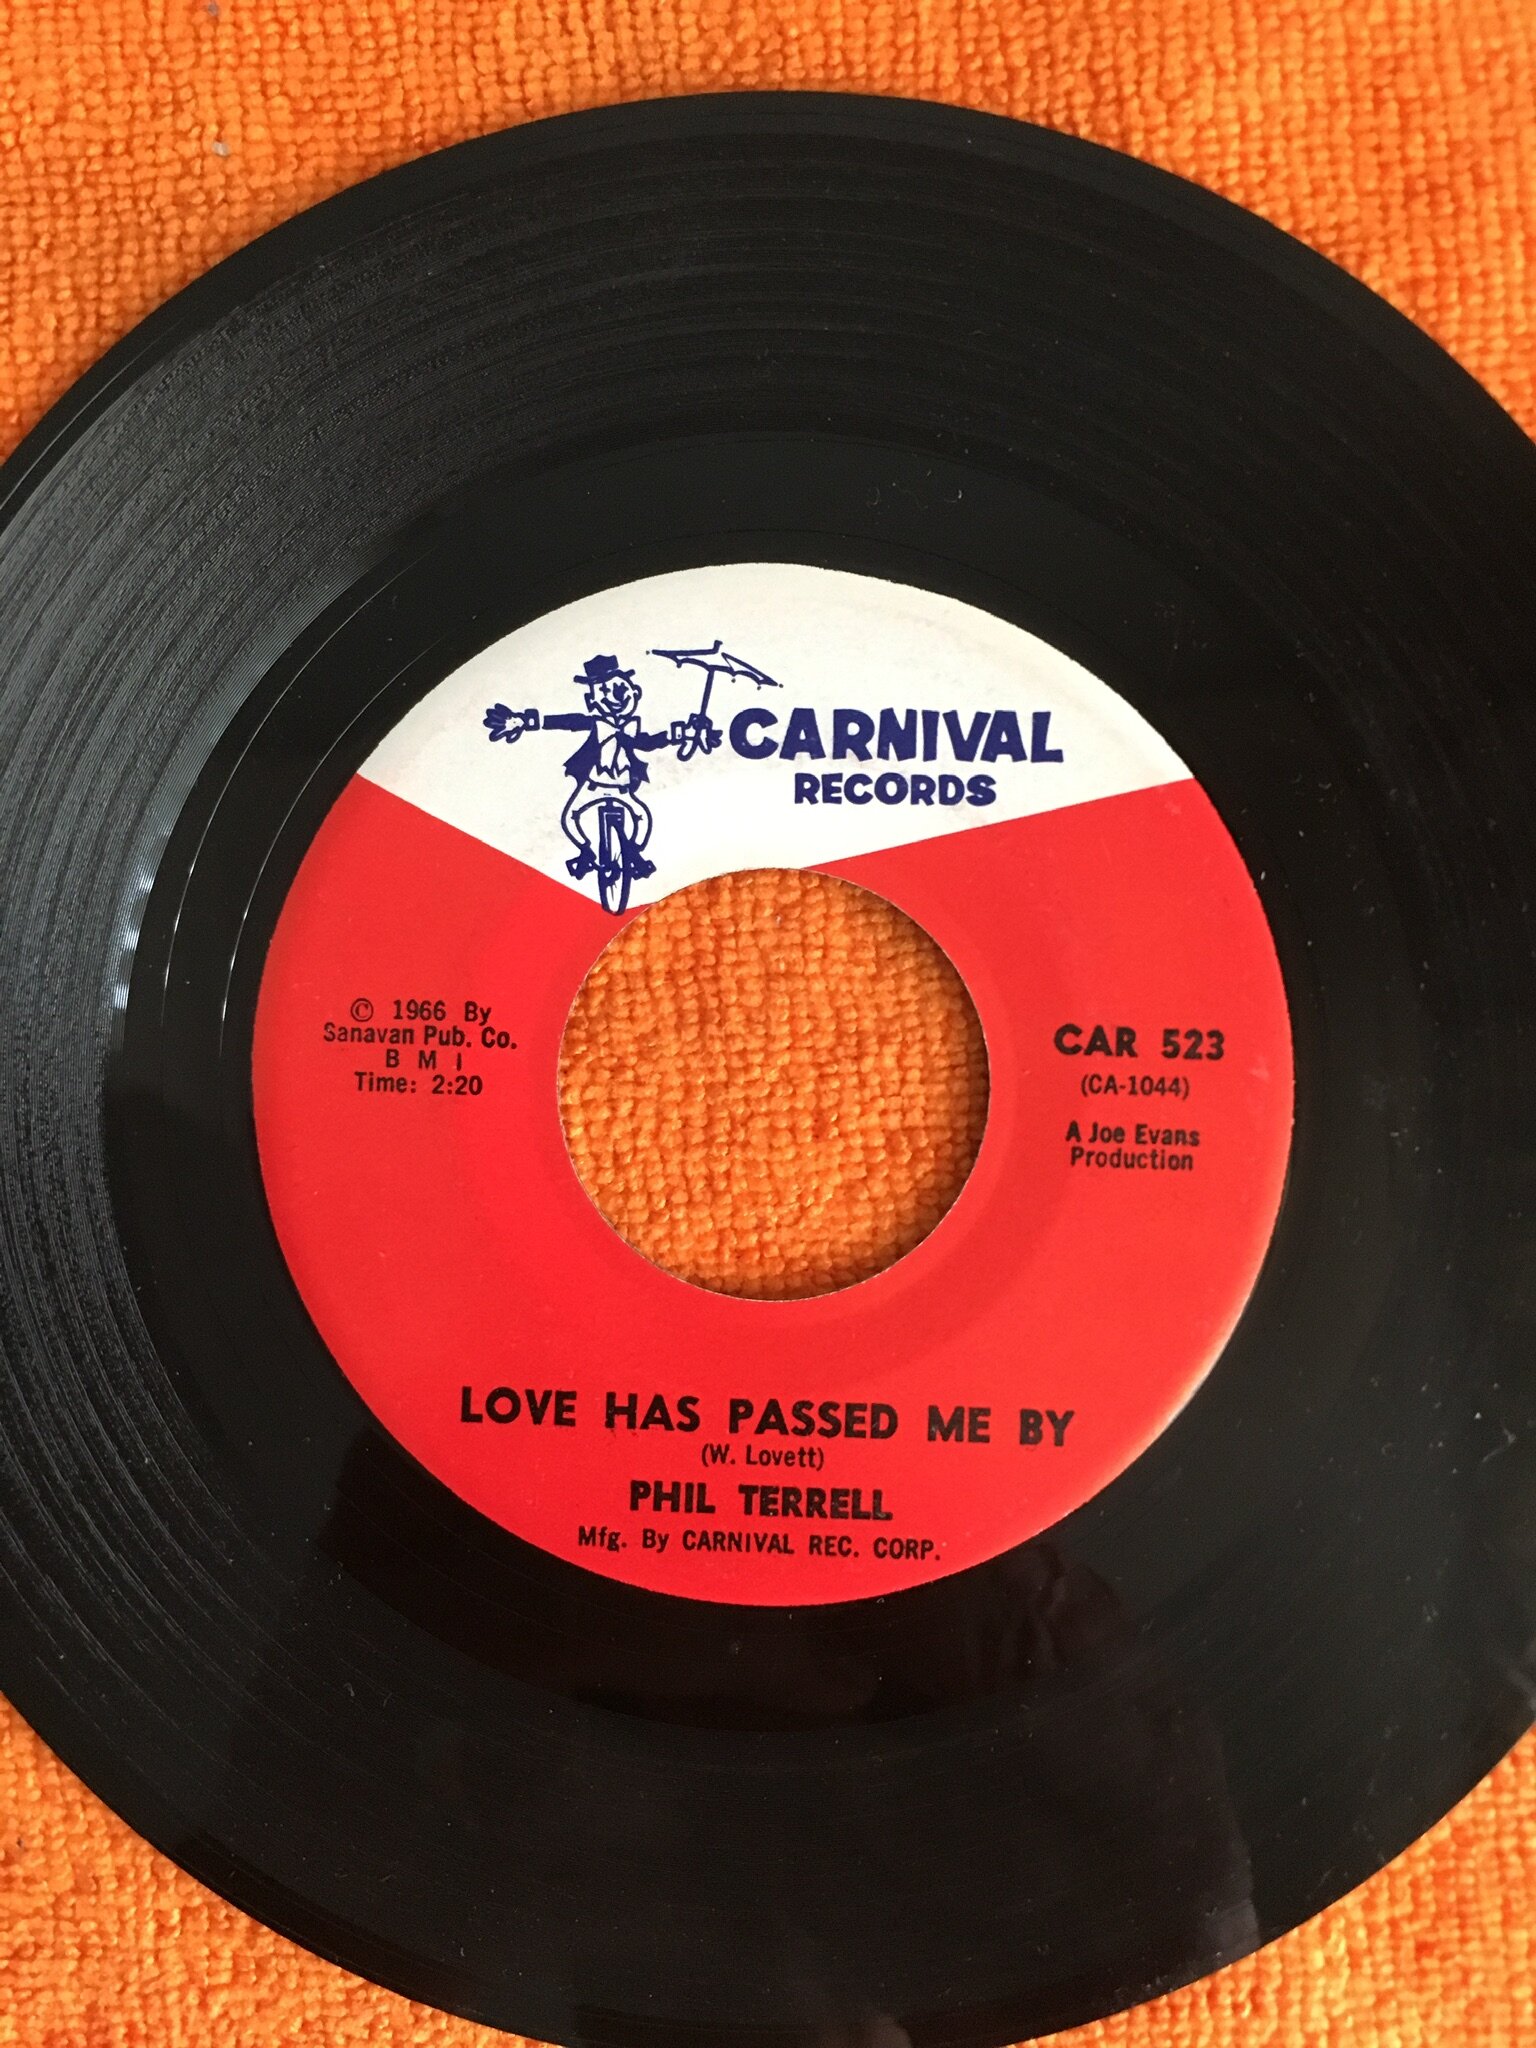 CARNIVAL
RECORDS
© 1966 By
Sanavan Pub. Co.
B M I
Time: 2:20
CAR 523
(CA-1044)
A Joe Evans
Production
LOVE HAS PASSED ME BY
(W. Lovett)
PHIL TERRELL
Mfg. By CARNIVAL REC. CORP.